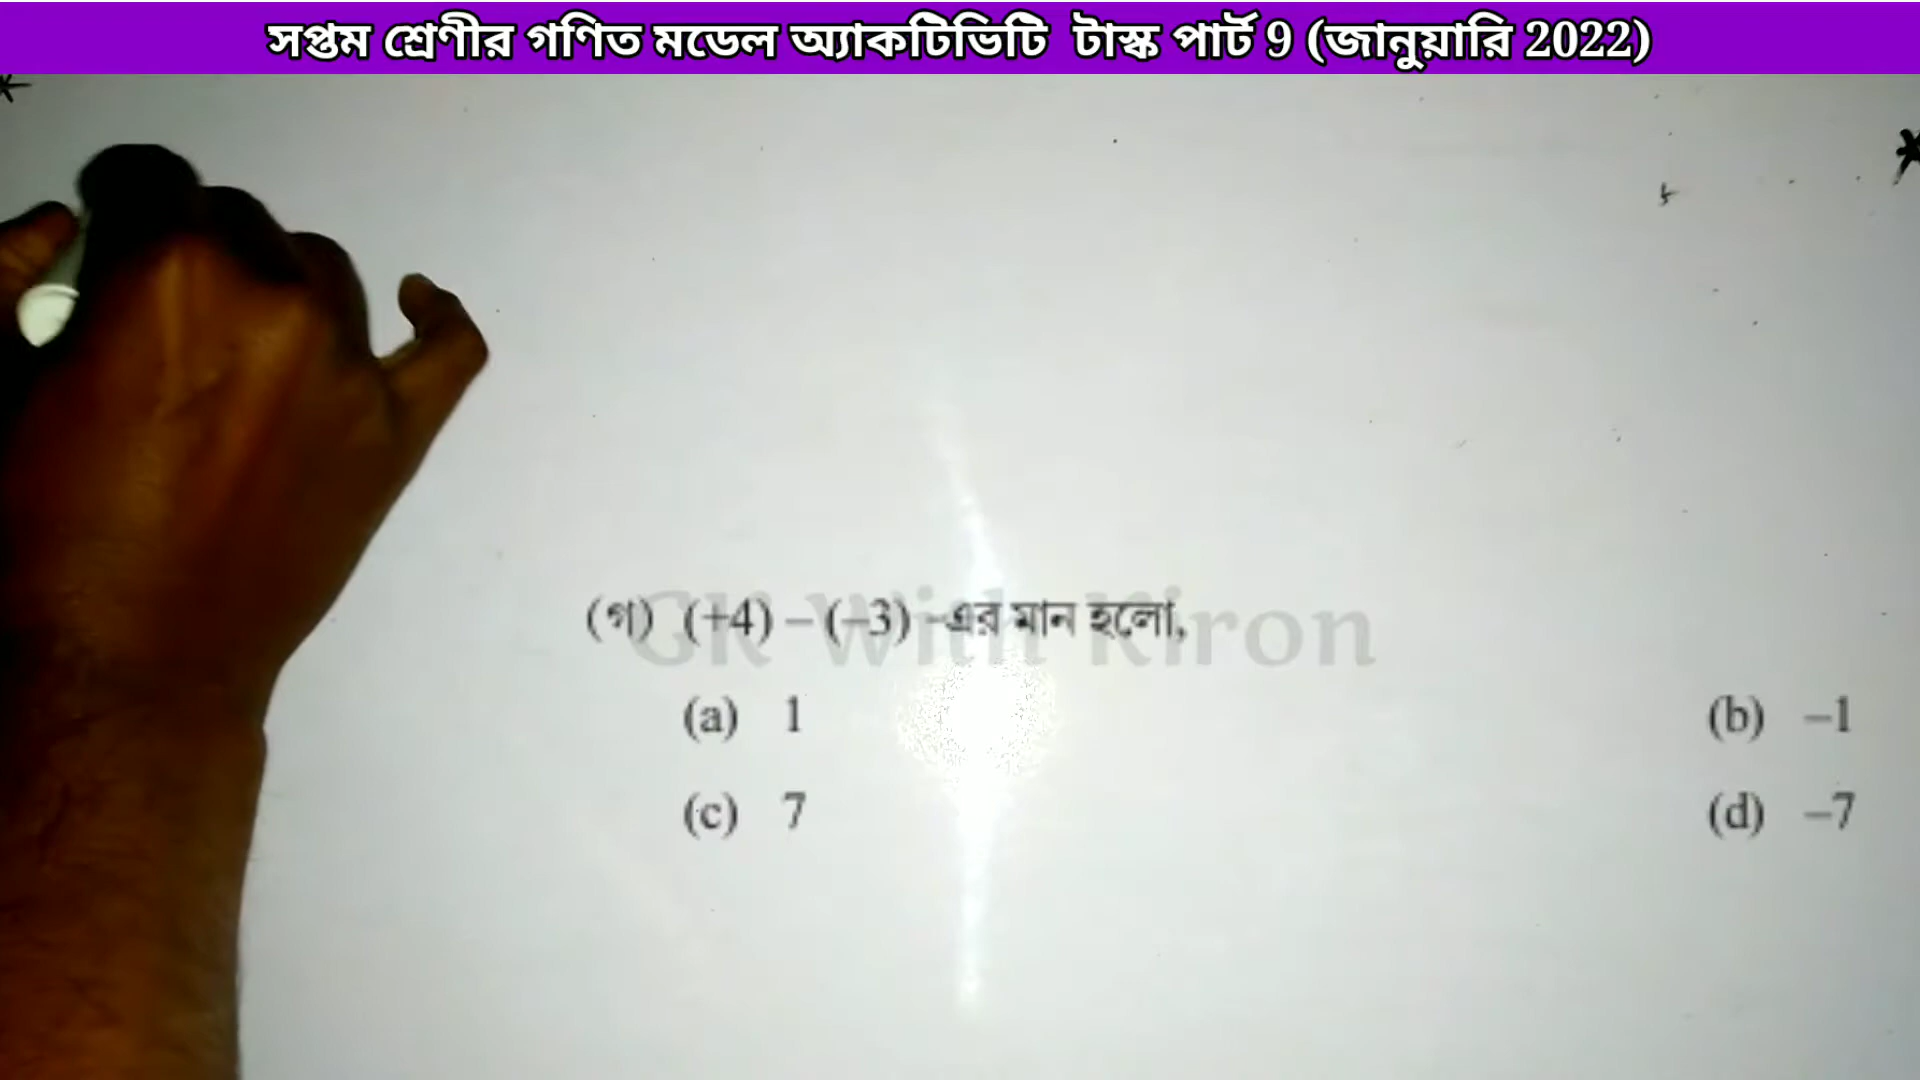 সপ্তম শ্রেণীর গণিত মডেল অ্যাকটিভিটি টাস্ক পার্ট 9 (জানুয়ারি 2022)
(গ) (+4) – (–3) -এর মান হলো,
GK With Kiron
(a) 1
(b) –1
(c) 7
(d) –7